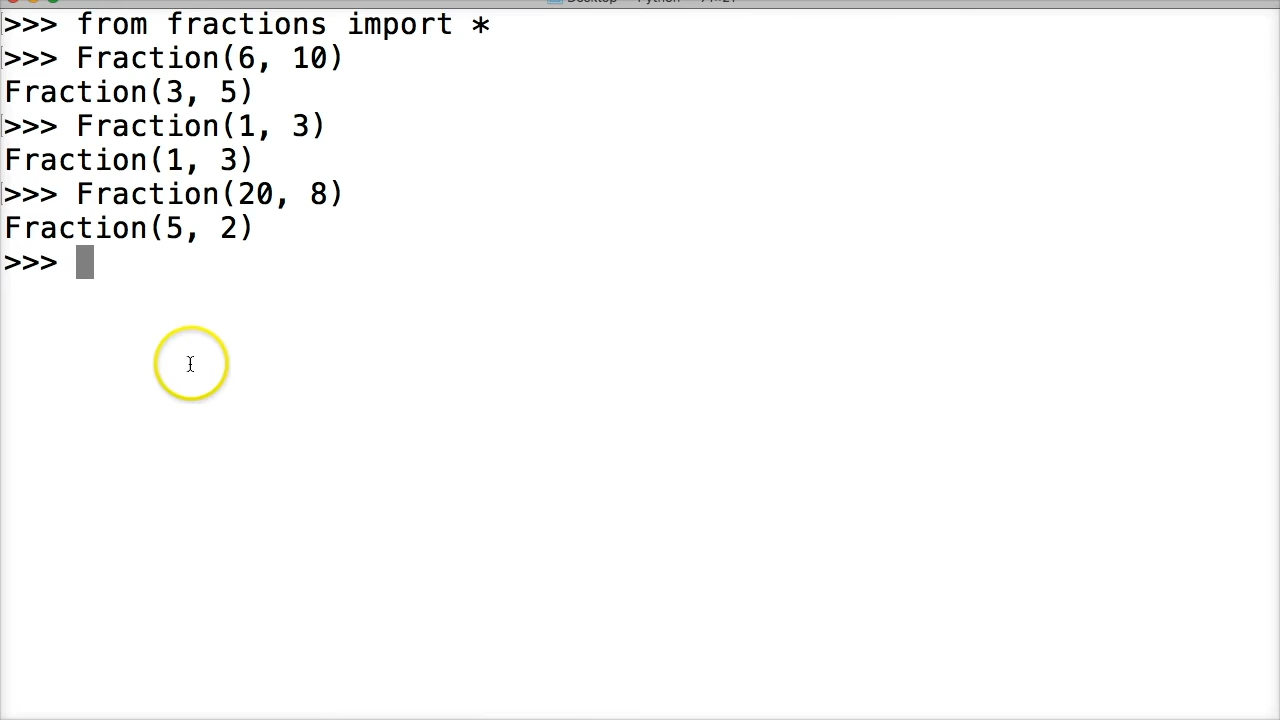 >>> from fractions import *
>>> Fraction(6, 10)
Fraction(3, 5)
>>> Fraction(1, 3)
Fraction(1, 3)
>>> Fraction(20, 8)
Fraction(5, 2)
>>>